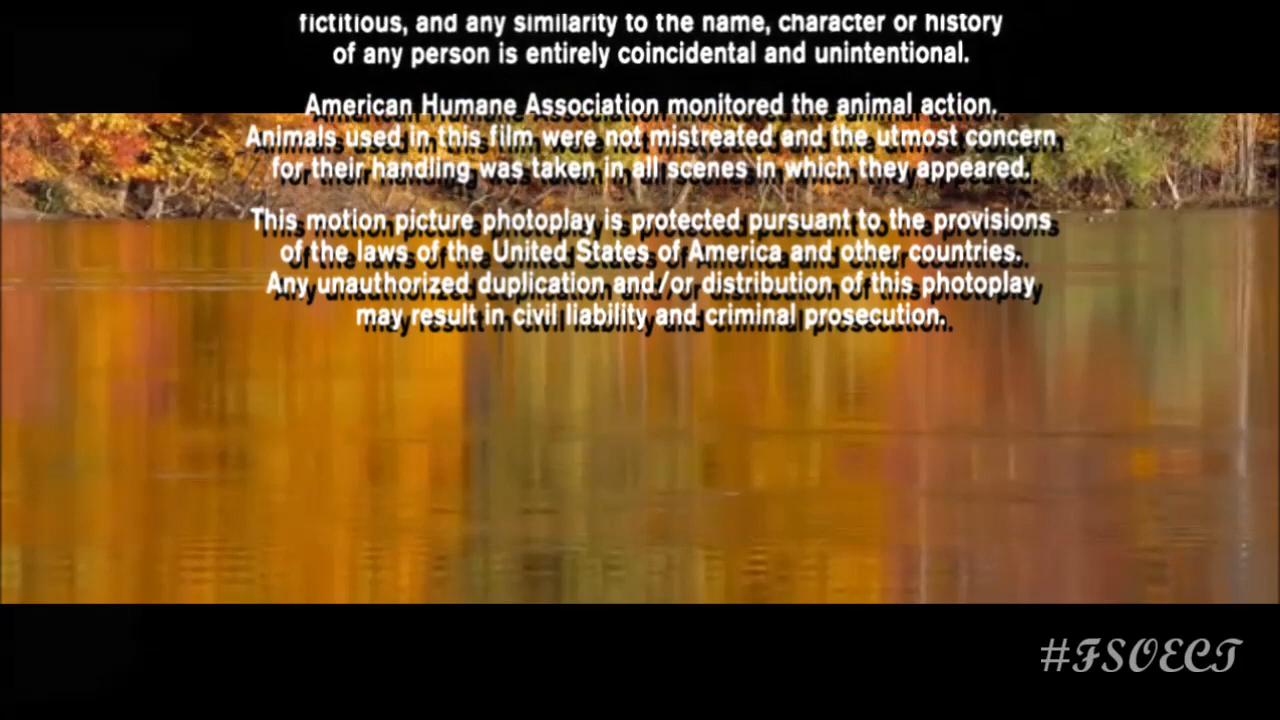 fictitious, and any similarity to the name, character or history
of any person is entirely coincidental and unintentional.
American Humane Association monitored the animal action.
Animals used in this film were not mistreated and the utmost concern
for their handling was taken in all scenes in which they appeared.
This motion picture photoplay is protected pursuant to the provisions
of the laws of the United States of America and other countries.
Any unauthorized duplication and/or distribution of this photoplay
may result in civil liability and criminal prosecution.
#FSOECT